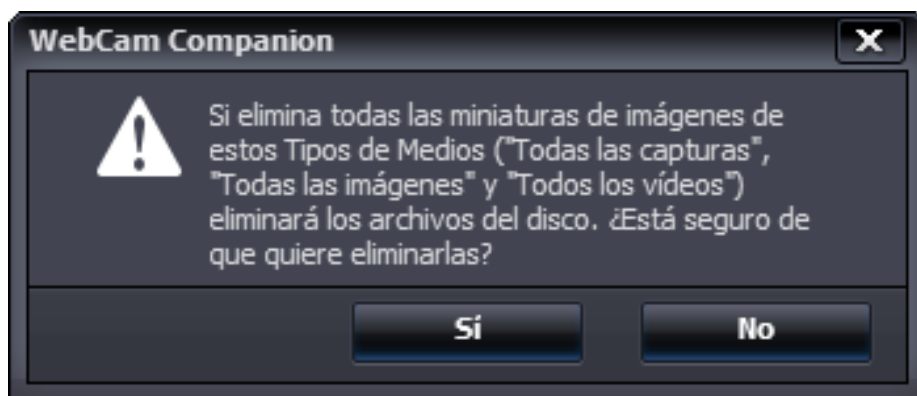 WebCam Companion
Si elimina todas las miniaturas de imágenes de
estos Tipos de Medios ("Todas las capturas",
"Todas las imágenes" y "Todos los vídeos")
eliminará los archivos del disco. ¿Está seguro de
que quiere eliminarlas?
Sí
No